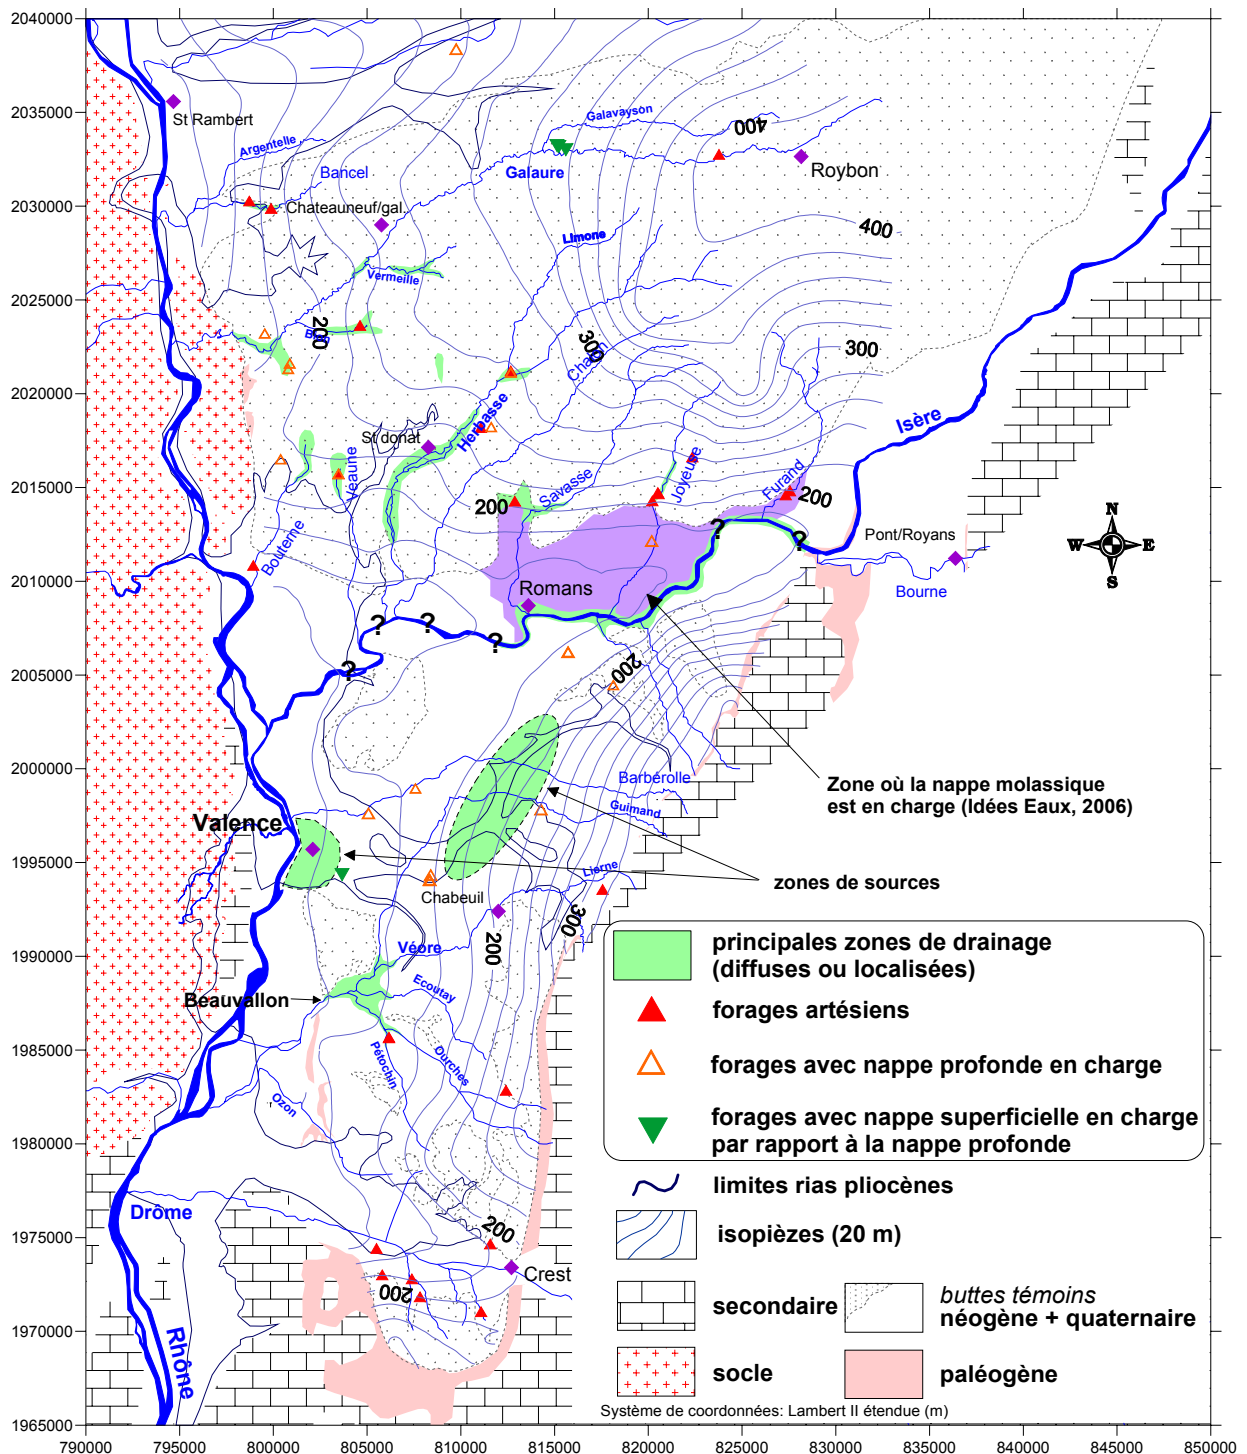 2040000
2035000
2030000
2025000
2020000
2015000
2010000
2005000
2000000
1995000
1990000
1985000
1980000
1975000
1970000
1965000
790000 795000 800000 805000 810000 815000 820000 825000 830000 835000 840000 845000 850000
St Rambert
Argentelle
Bancel
Chateauneuf/gal.
Galavayson
Galaure
400
Roybon
400
Limone
Vermeille
200
300
Chalon
300
Isère
St donat
Herbasse
Veaune
Bouterne
200
Savasse
Joyeuse
Furand
200
Pont/Royans
Bourne
N
W E
S
Romans
? ? ? ? ? ?
200
Zone où la nappe molassique
est en charge (Idées Eaux, 2006)
Barbérolle
Guimand
Valence
Lierne
zones de sources
Chabeuil
300
200
Véore
Ecoutay
Beauvallon
Pétochin
Ourches
Ozon
Drôme
200
Crest
200
Rhône
principales zones de drainage
(diffuses ou localisées)
forages artésiens
forages avec nappe profonde en charge
forages avec nappe superficielle en charge
par rapport à la nappe profonde
limites rias pliocènes
isopièzes (20 m)
secondaire
buttes témoins
néogène + quaternaire
socle
paléogène
Système de coordonnées: Lambert II étendue (m)